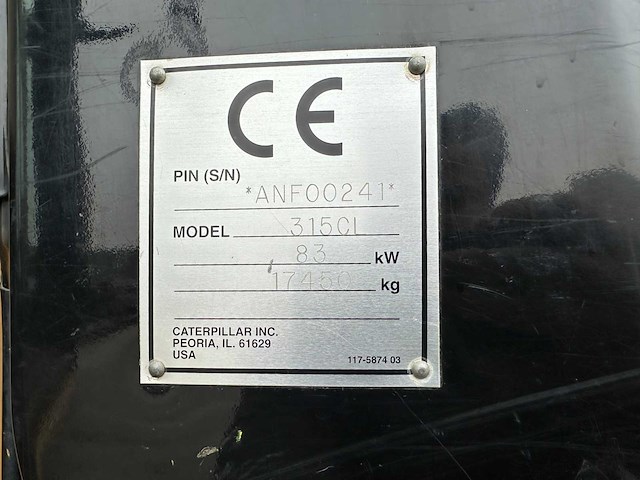 CE
PIN (S/N)
*ANF00241*
MODEL 315CL
83 kW
17450 kg
CATERPILLAR INC.
PEORIA, IL. 61629
USA
117-5874 03